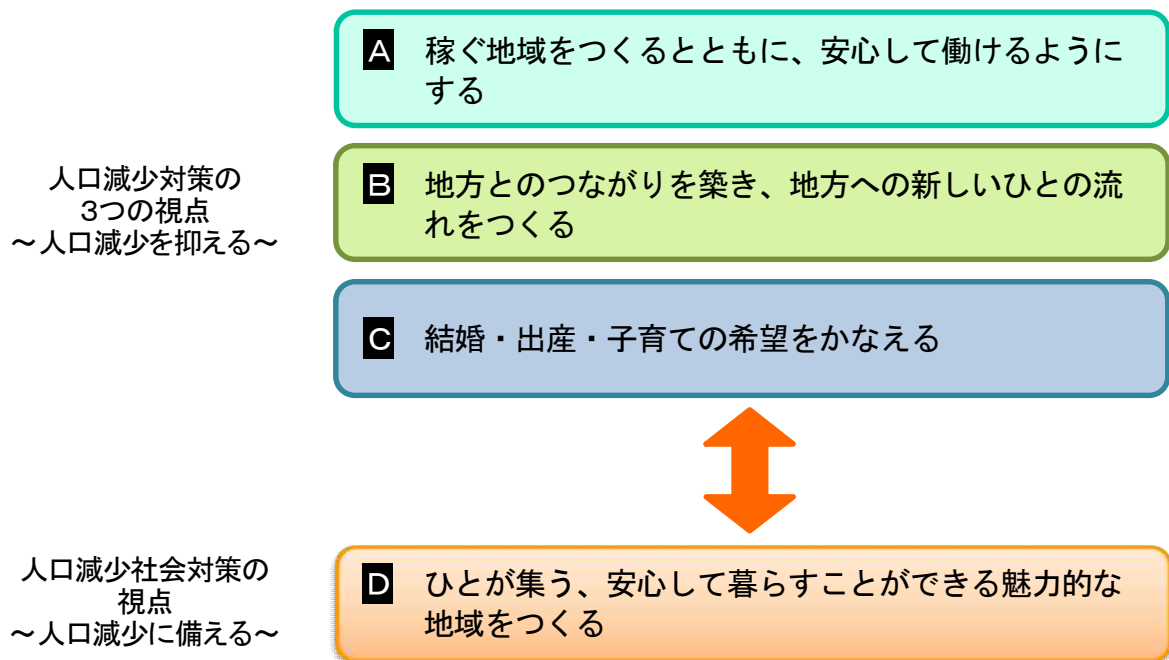 A 稼ぐ地域をつくるとともに、安心して働けるように
する
人口減少対策の
3つの視点
～人口減少を抑える～
B 地方とのつながりを築き、地方への新しいひとの流
れをつくる
C 結婚・出産・子育ての希望をかなえる
人口減少社会対策の
視点
～人口減少に備える～
D ひとが集う、安心して暮らすことができる魅力的な
地域をつくる